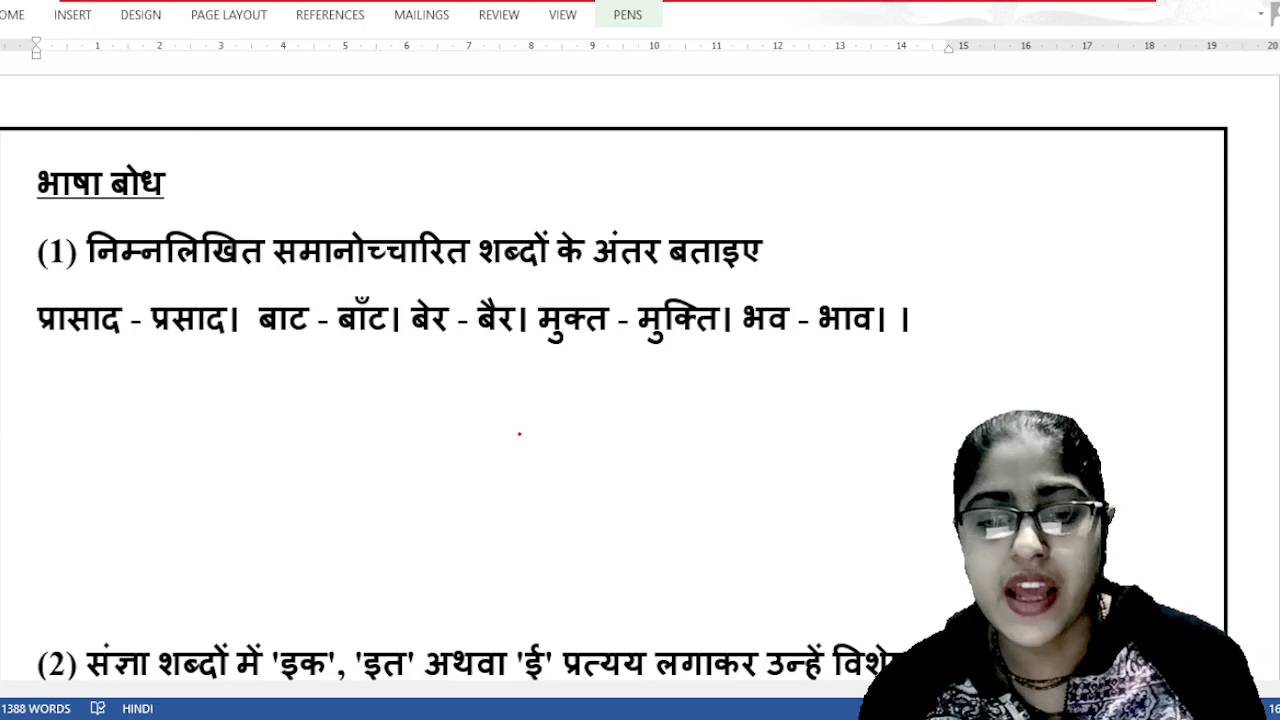 OME INSERT DESIGN PAGE LAYOUT REFERENCES MAILINGS REVIEW VIEW PENS
1 2 3 4 5 6 7 8 9 10 11 12 13 14 15 16 17 18 19 20
भाषा बोध
(1) निम्नलिखित समानोच्चारित शब्दों के अंतर बताइए
प्रासाद - प्रसाद। बाट - बाँट। बेर - बैर। मुक्त - मुक्ति। भव - भाव। ।
(2) संज्ञा शब्दों में 'इक', 'इत' अथवा 'ई' प्रत्यय लगाकर उन्हें
1388 WORDS HINDI